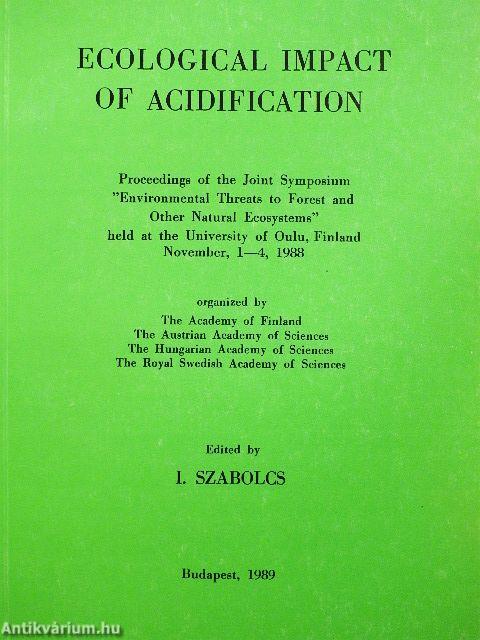 ECOLOGICAL IMPACT
OF ACIDIFICATION
Proceedings of the Joint Symposium
"Environmental Threats to Forest and
Other Natural Ecosystems"
held at the University of Oulu, Finland
November, 1—4, 1988
organized by
The Academy of Finland
The Austrian Academy of Sciences
The Hungarian Academy of Sciences
The Royal Swedish Academy of Sciences
Edited by
I. SZABOLCS
Budapest, 1989
Antikvárium.hu